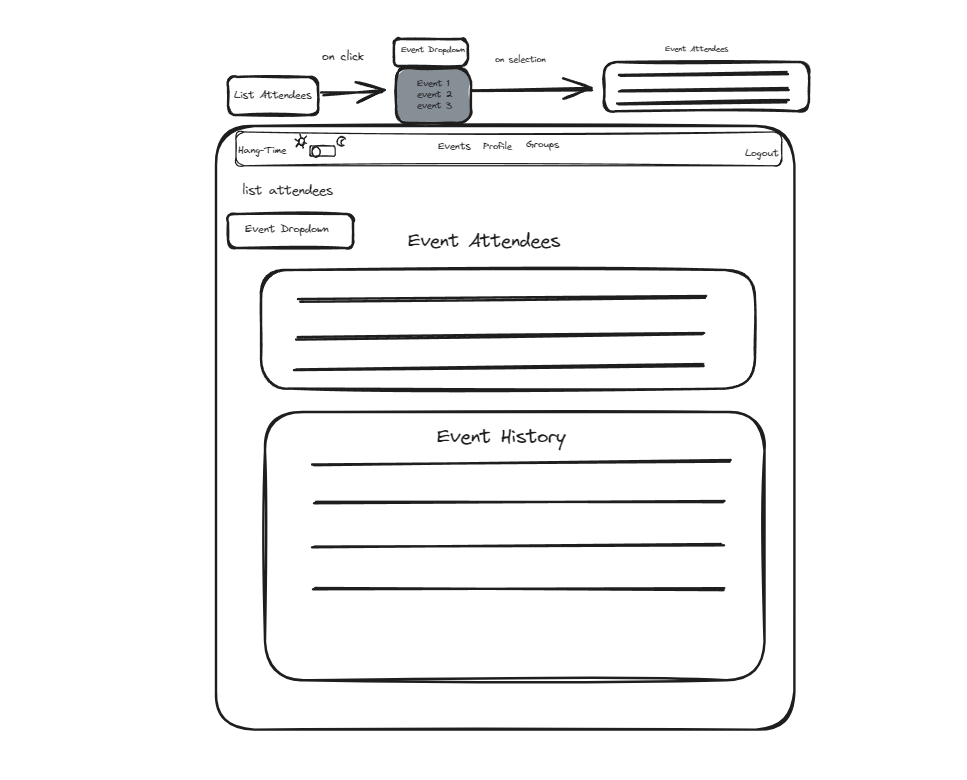 on click
Event Dropdown
on selection
Event Attendees
List Attendees
Event 1
event 2
event 3
Hang-Time
Events
Profile
Groups
Logout
list attendees
Event Dropdown
Event Attendees
Event History